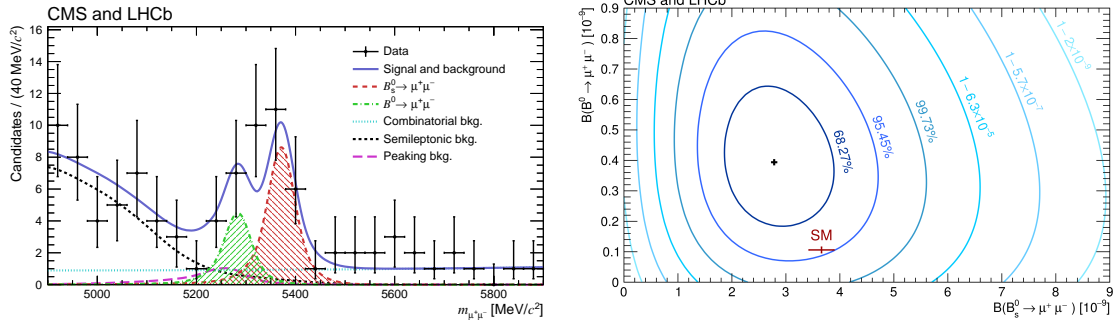 CMS and LHCb
Candidates / (40 MeV/c²)
16
14
12
10
8
6
4
2
0
Data
Signal and background
B⁰ₛ→ μ⁺μ⁻
B⁰→ μ⁺μ⁻
Combinatorial bkg.
Semileptonic bkg.
Peaking bkg.
5000 5200 5400 5600 5800
m_μ⁺μ⁻ [MeV/c²]
CMS and LHCb
B(B⁰→ μ⁺ μ⁻) [10⁻⁹]
0.9
0.8
0.7
0.6
0.5
0.4
0.3
0.2
0.1
0
68.27%
95.45%
99.73%
1−6.3×10⁻⁵
1−5.7×10⁻⁷
1−2×10⁻⁹
SM
0 1 2 3 4 5 6 7 8 9
B(B⁰ₛ→ μ⁺ μ⁻) [10⁻⁹]